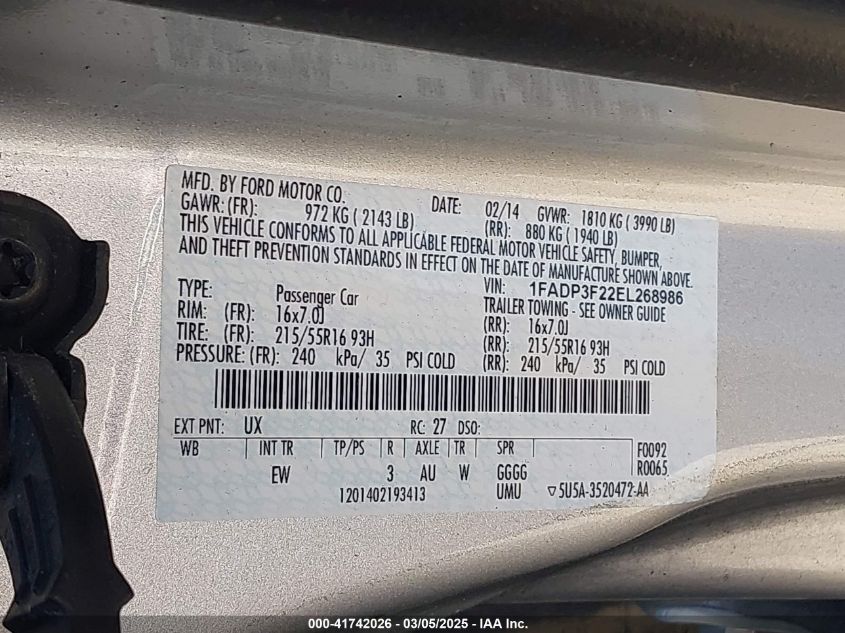 MFD. BY FORD MOTOR CO. DATE: 02/14 GVWR: 1810 KG ( 3990 LB)
GAWR: (FR): 972 KG ( 2143 LB) (RR): 880 KG ( 1940 LB)
THIS VEHICLE CONFORMS TO ALL APPLICABLE FEDERAL MOTOR VEHICLE SAFETY, BUMPER,
AND THEFT PREVENTION STANDARDS IN EFFECT ON THE DATE OF MANUFACTURE SHOWN ABOVE.
VIN: 1FADP3F22EL268986
TYPE: Passenger Car TRAILER TOWING - SEE OWNER GUIDE
RIM: (FR): 16x7.0J (RR): 16x7.0J
TIRE: (FR): 215/55R16 93H (RR): 215/55R16 93H
PRESSURE: (FR): 240 kPa/ 35 PSI COLD (RR): 240 kPa/ 35 PSI COLD
EXT PNT: UX RC: 27 DSO:
WB INT TR TP/PS R AXLE TR SPR F0092
EW 3 AU W GGGG R0065
1201402193413 UMU ▽5U5A-3520472-AA
000-41742026 - 03/05/2025 - IAA Inc.